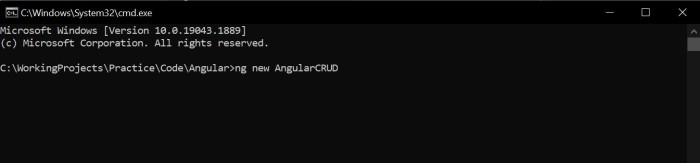 C:\Windows\System32\cmd.exe
Microsoft Windows [Version 10.0.19043.1889]
(c) Microsoft Corporation. All rights reserved.
C:\WorkingProjects\Practice\Code\Angular>ng new AngularCRUD